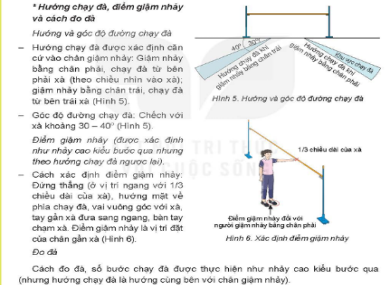 * Hướng chạy đà, điểm giậm nhảy
và cách đo đà
Hướng và góc độ đường chạy đà
– Hướng chạy đà được xác định căn
cứ vào chân giậm nhảy: Giậm nhảy
bằng chân phải, chạy đà từ bên
phải xà (theo chiều nhìn vào xà);
giậm nhảy bằng chân trái, chạy đà
từ bên trái xà (Hình 5).
– Góc độ đường chạy đà: Chếch với
xà khoảng 30 – 40° (Hình 5).
Điểm giậm nhảy (được xác định
như nhảy cao kiểu bước qua nhưng
theo hướng chạy đà ngược lại).
– Cách xác định điểm giậm nhảy:
Đứng thẳng (ở vị trí ngang với 1/3
chiều dài của xà), hướng mặt về
phía chạy đà, vai vuông góc với xà,
tay gần xà đưa sang ngang, bàn tay
chạm xà. Điểm giậm nhảy là vị trí đặt
của chân gần xà (Hình 6).
Đo đà
Cách đo đà, số bước chạy đà được thực hiện như nhảy cao kiểu bước qua
(nhưng hướng chạy đà là hướng cùng bên với chân giậm nhảy).
40°
30°
Hướng chạy đà khi
giậm nhảy bằng chân trái
Hướng chạy đà khi
giậm nhảy bằng chân phải
Khu vực chạy đà
Hình 5. Hướng và góc độ đường chạy đà
1/3 chiều dài của xà
Điểm giậm nhảy đối với
người giậm nhảy bằng chân phải
Hình 6. Xác định điểm giậm nhảy